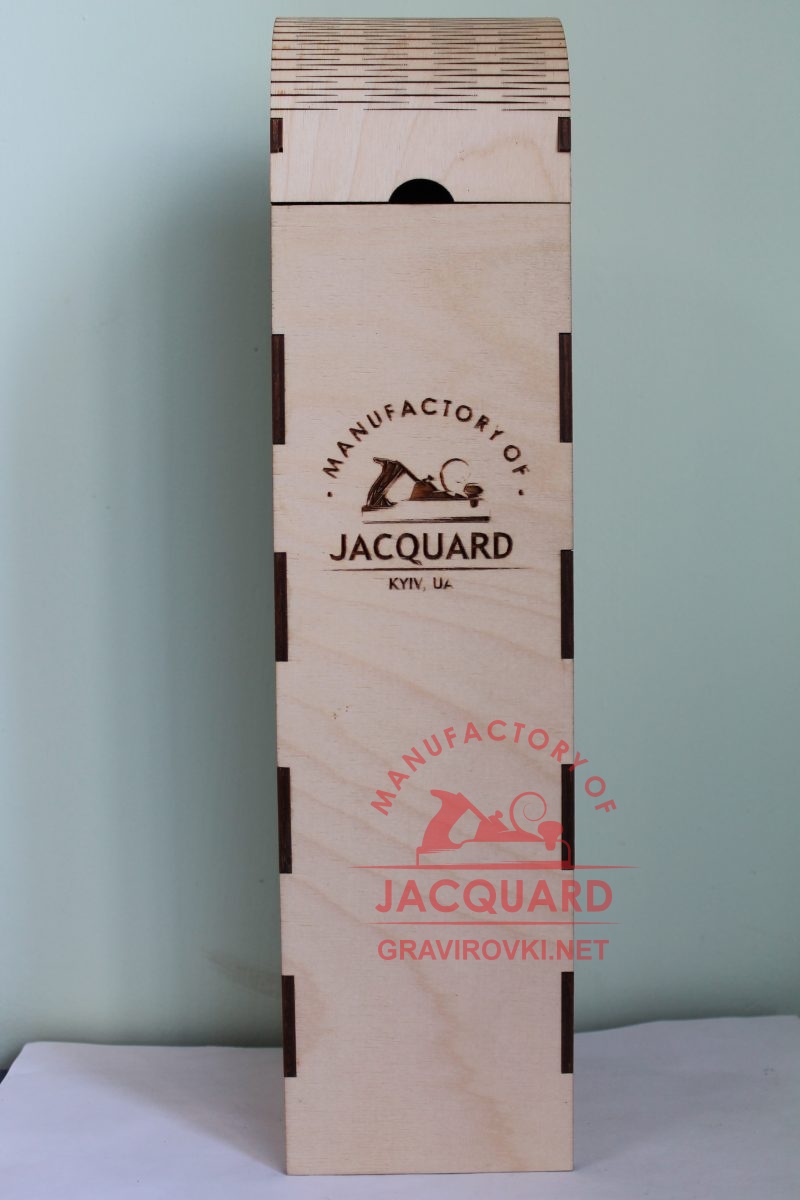 · MANUFACTORY OF ·
JACQUARD
KYIV, UA
MANUFACTORY OF
JACQUARD
GRAVIROVKI.NET